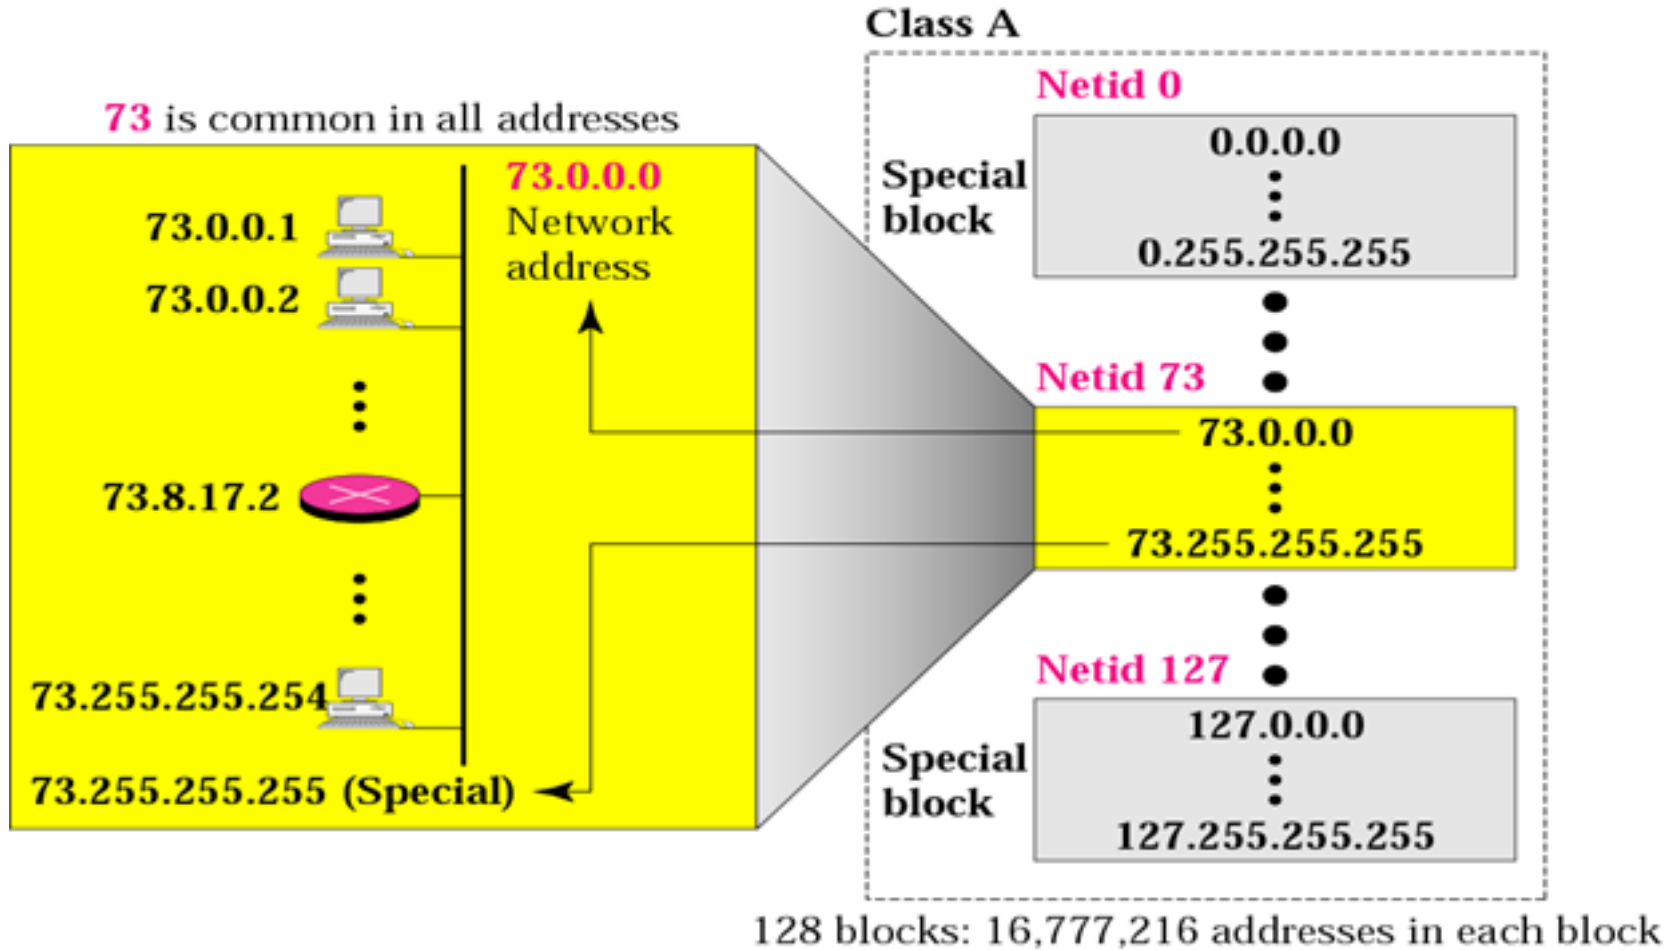 Class A
Netid 0
73 is common in all addresses
0.0.0.0
Special
block
0.255.255.255
73.0.0.0
Network
address
73.0.0.1
73.0.0.2
Netid 73
73.0.0.0
73.8.17.2
73.255.255.255
Netid 127
73.255.255.254
127.0.0.0
Special
block
73.255.255.255 (Special)
127.255.255.255
128 blocks: 16,777,216 addresses in each block